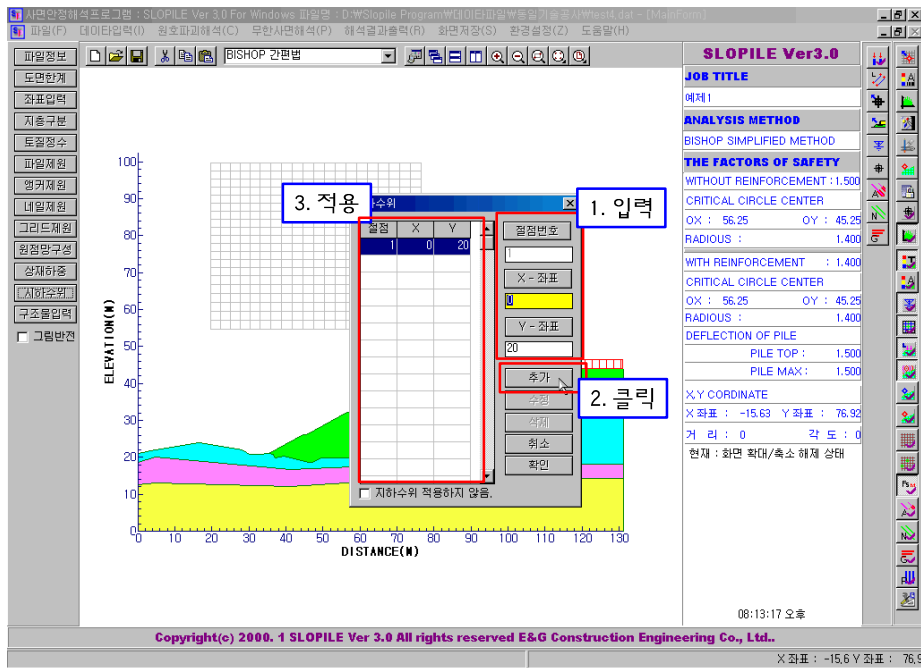 사면안정해석프로그램 : SLOPILE Ver 3,0 For Windows 파일명 : D:₩Slopile Program₩데이타파일₩동일기술공사₩test4,dat - [MainForm]
파일(F) 데이타입력(I) 원호파괴해석(C) 무한사면해석(P) 해석결과출력(R) 화면저장(S) 환경설정(Z) 도움말(H)
BISHOP 간편법
파일정보
도면한계
좌표입력
지층구분
토질정수
파일제원
앵커제원
네일제원
그리드제원
원점망구성
상재하중
지하수위
구조물입력
그림반전
ELEVATION(M)
100
90
80
70
60
50
40
30
20
10
0 10 20 30 40 50 60 70 80 90 100 110 120 130
DISTANCE(M)
3. 적용
하수위
절점 X Y
1 0 20
1. 입력
절점번호
1
X - 좌표
0
Y - 좌표
20
추가
2. 클릭
수정
삭제
취소
확인
지하수위 적용하지 않음.
SLOPILE Ver3.0
JOB TITLE
예제1
ANALYSIS METHOD
BISHOP SIMPLIFIED METHOD
THE FACTORS OF SAFETY
WITHOUT REINFORCEMENT : 1.500
CRITICAL CIRCLE CENTER
OX : 56.25 OY : 45.25
RADIOUS : 1.400
WITH REINFORCEMENT : 1.400
CRITICAL CIRCLE CENTER
OX : 56.25 OY : 45.25
RADIOUS : 1.400
DEFLECTION OF PILE
PILE TOP : 1.500
PILE MAX : 1.500
X,Y CORDINATE
X 좌표 : -15.63 Y 좌표 : 76.92
거 리 : 0 각 도 : 0
현재 : 화면 확대/축소 해제 상태
08:13:17 오후
Copyright(c) 2000. 1 SLOPILE Ver 3.0 All rights reserved E&G Construction Engineering Co., Ltd..
X 좌표 : -15,6 Y 좌표 : 76,9